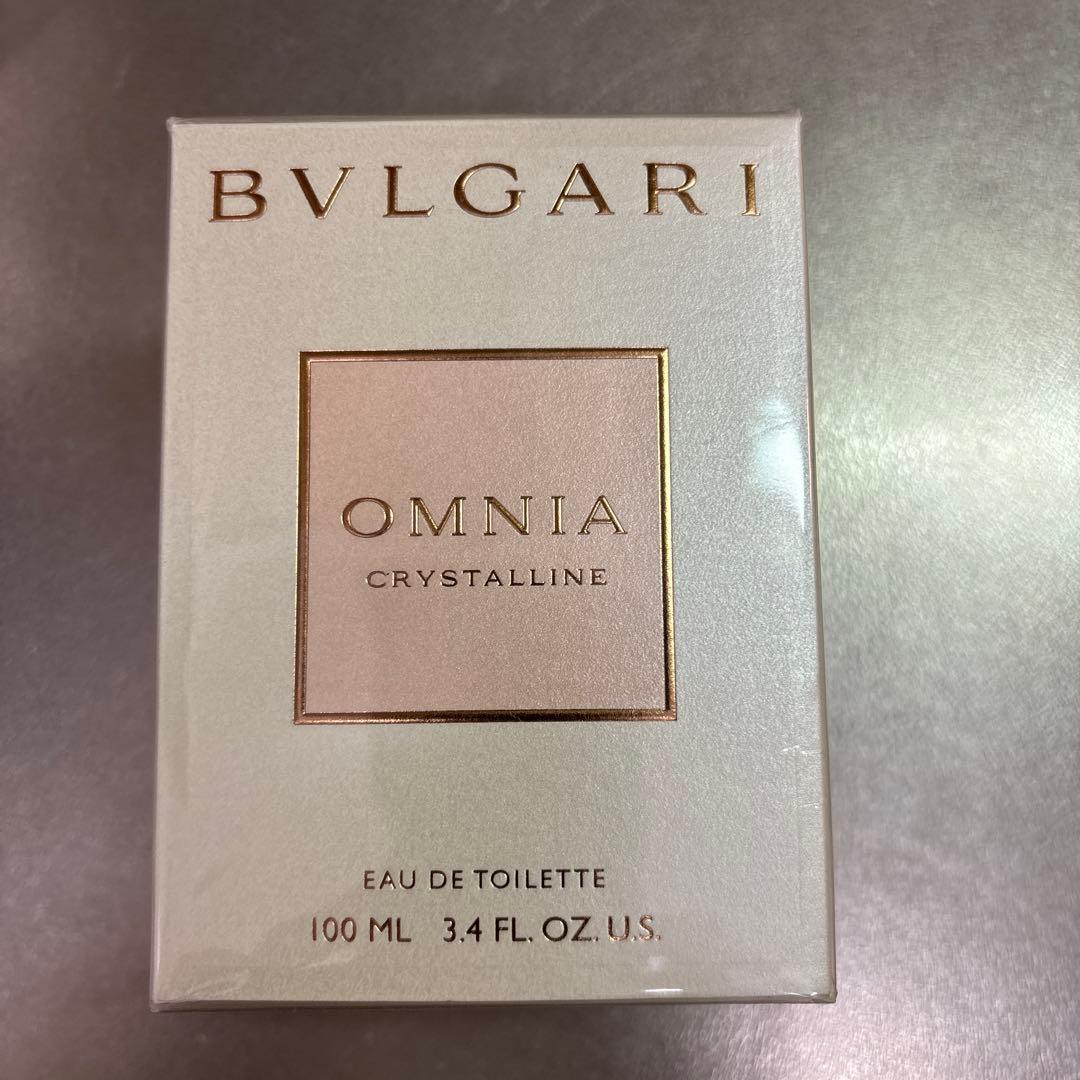 BVLGARI
OMNIA
CRYSTALLINE
EAU DE TOILETTE
100 ML 3.4 FL. OZ. U.S.